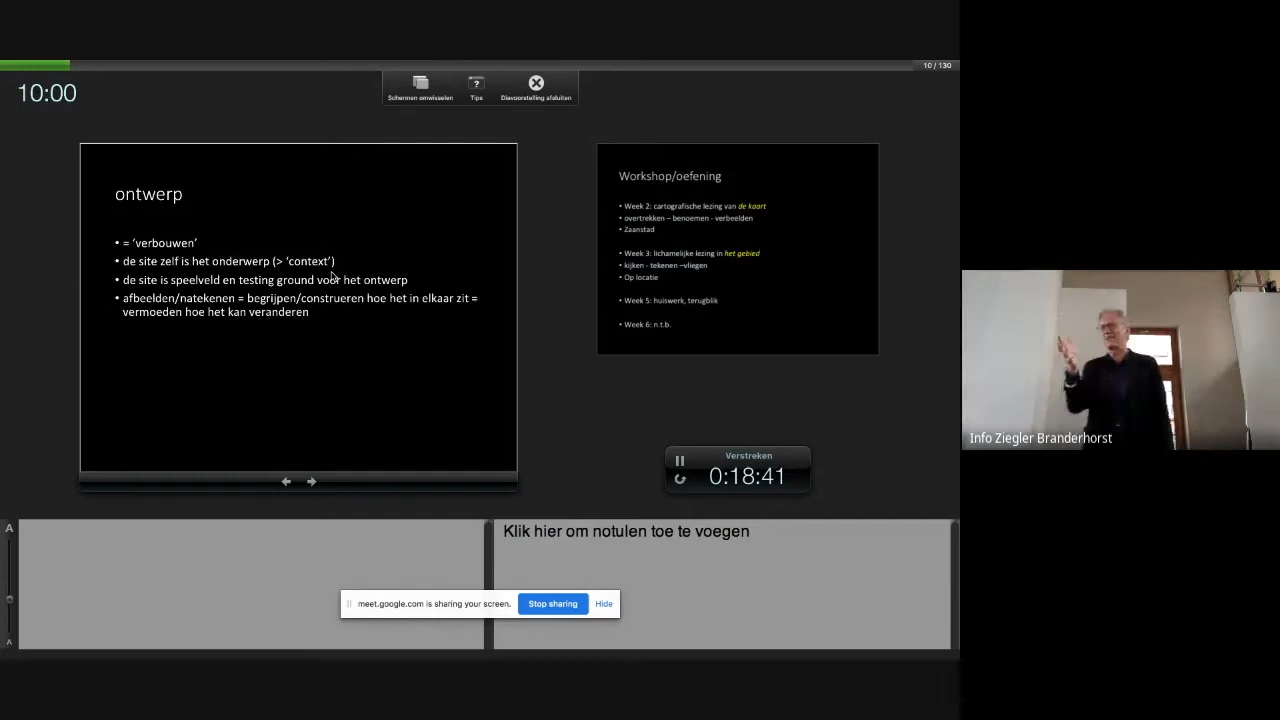 10 / 130
10:00
Schermen omwisselen
Tips
Diavoorstelling afsluiten
ontwerp
• = ‘verbouwen’
• de site zelf is het onderwerp (> ‘context’)
• de site is speelveld en testing ground voor het ontwerp
• afbeelden/natekenen = begrijpen/construeren hoe het in elkaar zit =
vermoeden hoe het kan veranderen
Workshop/oefening
• Week 2: cartografische lezing van de kaart
• overtrekken – benoemen - verbeelden
• Zaanstad
• Week 3: lichamelijke lezing in het gebied
• kijken - tekenen –vliegen
• Op locatie
• Week 5: huiswerk, terugblik
• Week 6: n.t.b.
Info Ziegler Branderhorst
Verstreken
0:18:41
A
Klik hier om notulen toe te voegen
meet.google.com is sharing your screen.
Stop sharing
Hide
A